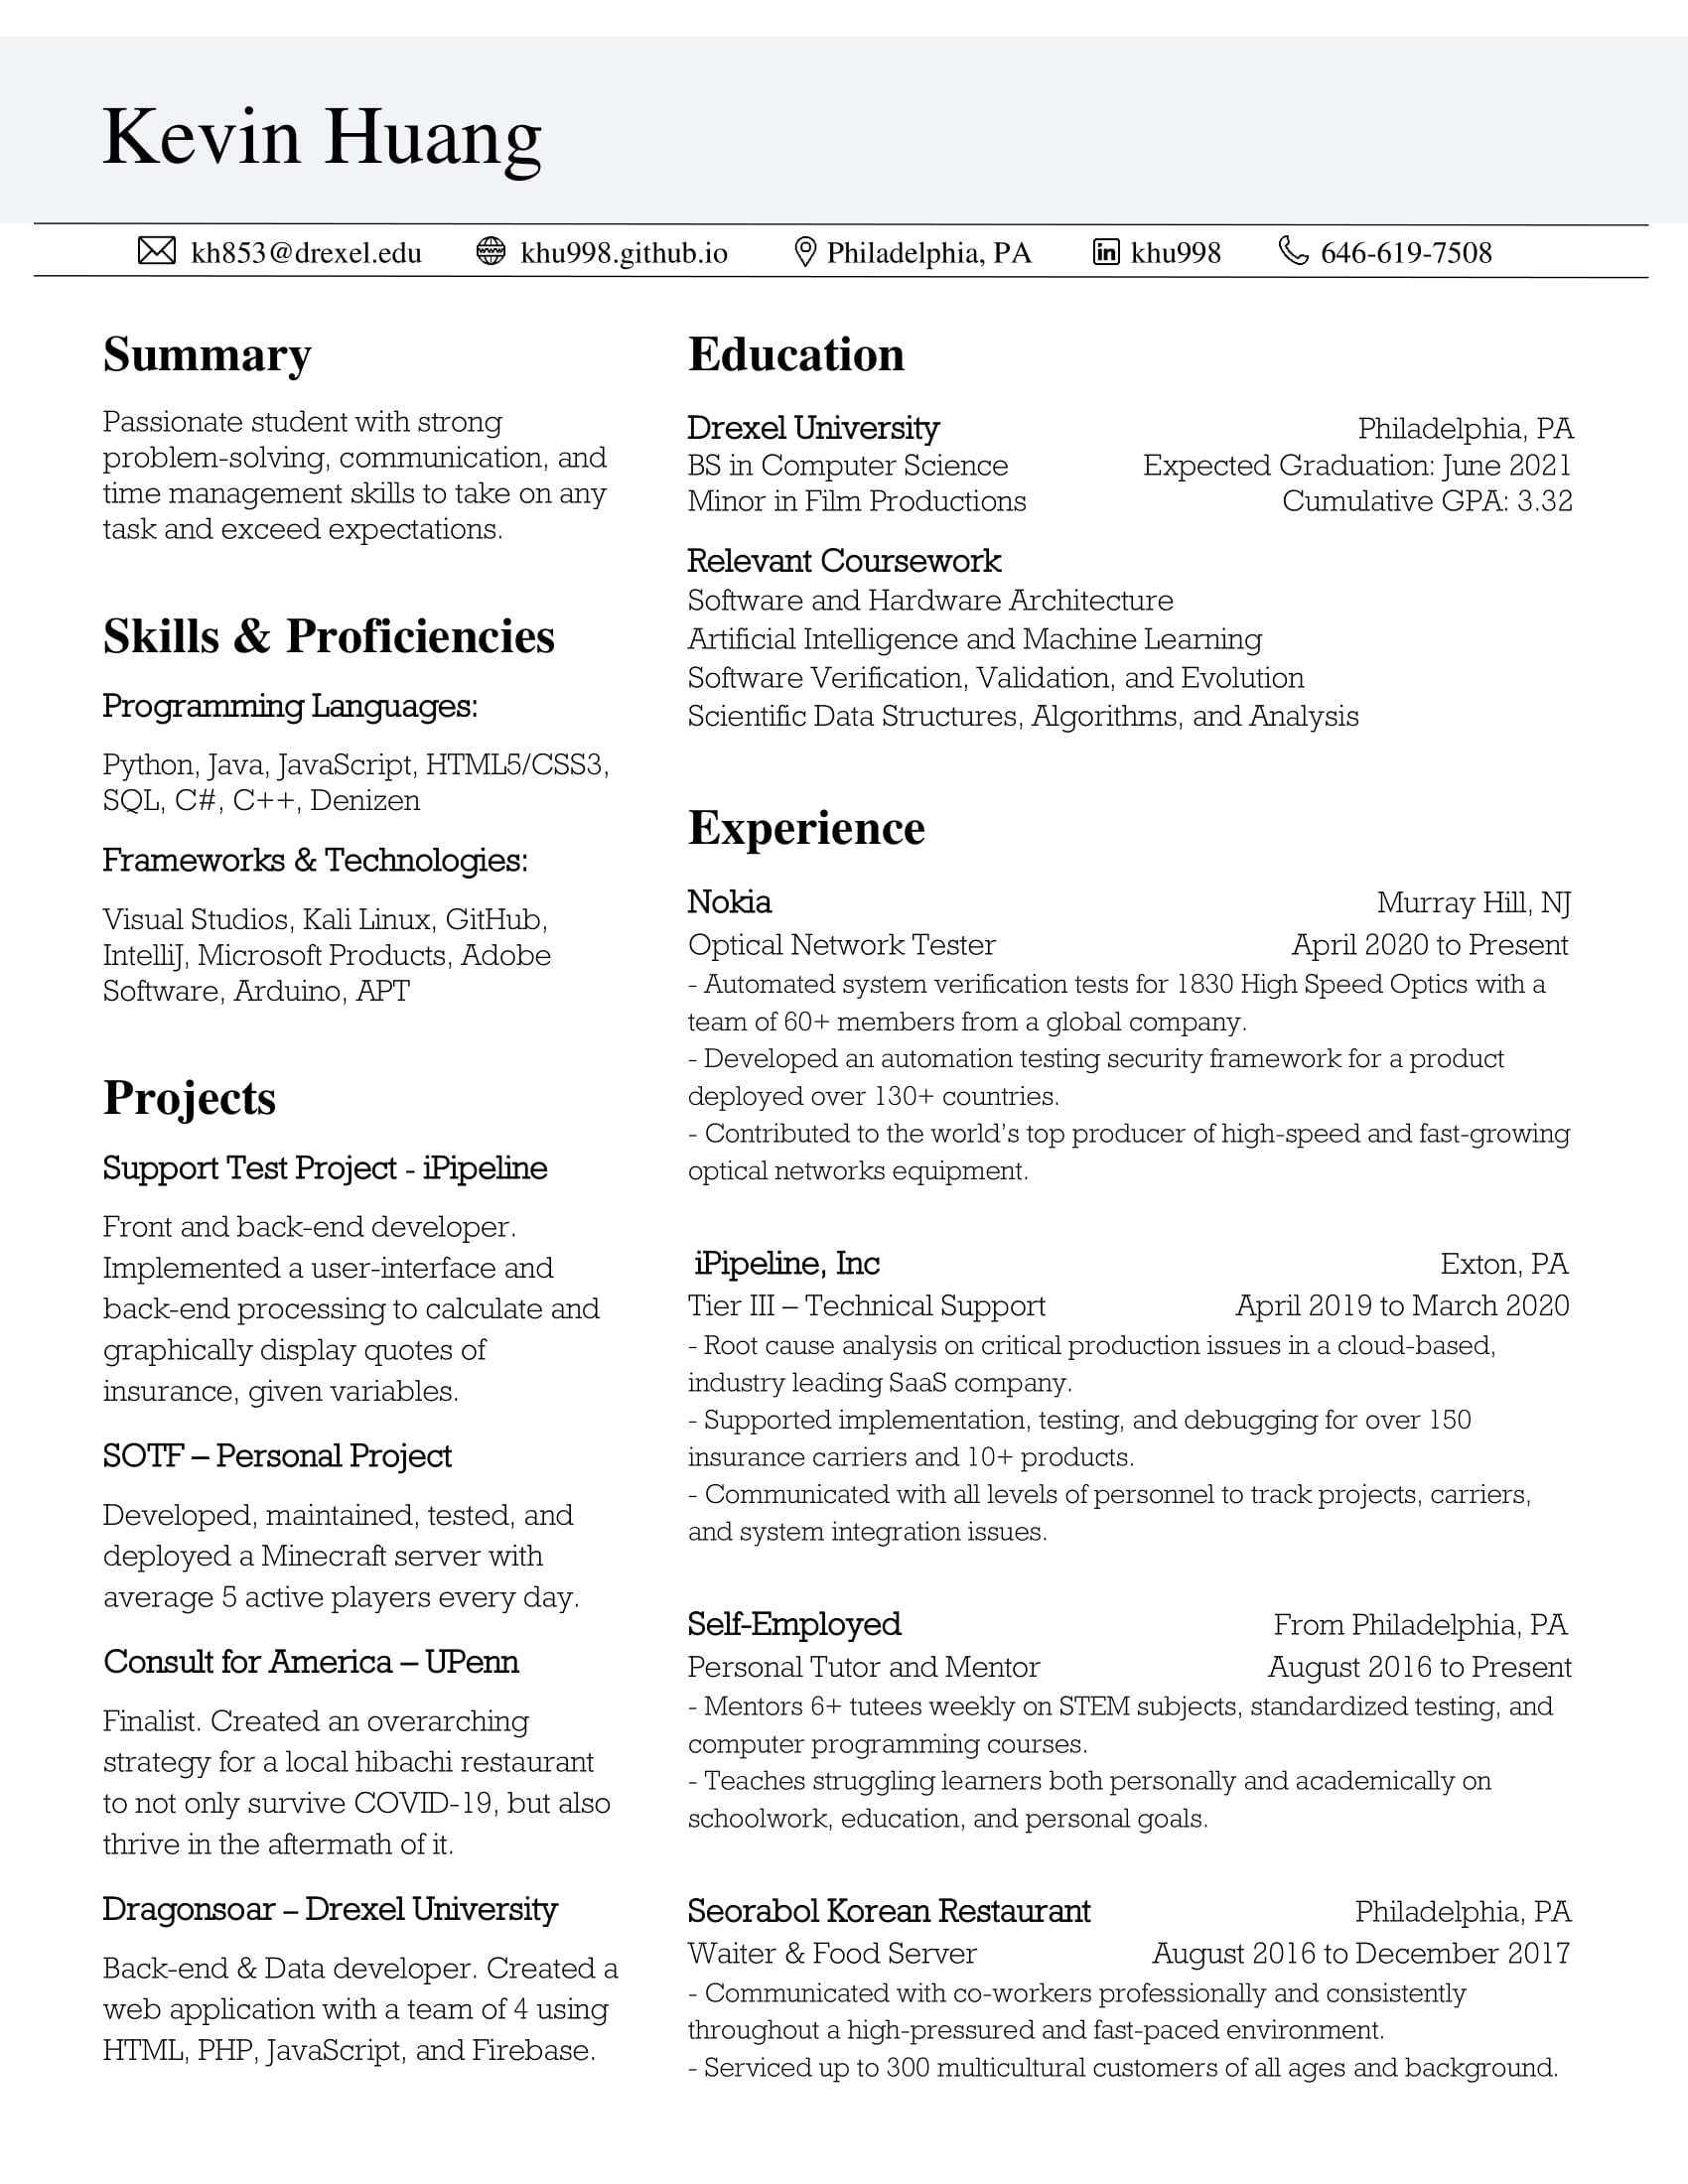 Kevin Huang
kh853@drexel.edu khu998.github.io Philadelphia, PA khu998 646-619-7508
Summary
Passionate student with strong
problem-solving, communication, and
time management skills to take on any
task and exceed expectations.
Skills & Proficiencies
Programming Languages:
Python, Java, JavaScript, HTML5/CSS3,
SQL, C#, C++, Denizen
Frameworks & Technologies:
Visual Studios, Kali Linux, GitHub,
IntelliJ, Microsoft Products, Adobe
Software, Arduino, APT
Projects
Support Test Project - iPipeline
Front and back-end developer.
Implemented a user-interface and
back-end processing to calculate and
graphically display quotes of
insurance, given variables.
SOTF – Personal Project
Developed, maintained, tested, and
deployed a Minecraft server with
average 5 active players every day.
Consult for America – UPenn
Finalist. Created an overarching
strategy for a local hibachi restaurant
to not only survive COVID-19, but also
thrive in the aftermath of it.
Dragonsoar – Drexel University
Back-end & Data developer. Created a
web application with a team of 4 using
HTML, PHP, JavaScript, and Firebase.
Education
Drexel University Philadelphia, PA
BS in Computer Science Expected Graduation: June 2021
Minor in Film Productions Cumulative GPA: 3.32
Relevant Coursework
Software and Hardware Architecture
Artificial Intelligence and Machine Learning
Software Verification, Validation, and Evolution
Scientific Data Structures, Algorithms, and Analysis
Experience
Nokia Murray Hill, NJ
Optical Network Tester April 2020 to Present
- Automated system verification tests for 1830 High Speed Optics with a
team of 60+ members from a global company.
- Developed an automation testing security framework for a product
deployed over 130+ countries.
- Contributed to the world's top producer of high-speed and fast-growing
optical networks equipment.
iPipeline, Inc Exton, PA
Tier III – Technical Support April 2019 to March 2020
- Root cause analysis on critical production issues in a cloud-based,
industry leading SaaS company.
- Supported implementation, testing, and debugging for over 150
insurance carriers and 10+ products.
- Communicated with all levels of personnel to track projects, carriers,
and system integration issues.
Self-Employed From Philadelphia, PA
Personal Tutor and Mentor August 2016 to Present
- Mentors 6+ tutees weekly on STEM subjects, standardized testing, and
computer programming courses.
- Teaches struggling learners both personally and academically on
schoolwork, education, and personal goals.
Seorabol Korean Restaurant Philadelphia, PA
Waiter & Food Server August 2016 to December 2017
- Communicated with co-workers professionally and consistently
throughout a high-pressured and fast-paced environment.
- Serviced up to 300 multicultural customers of all ages and background.